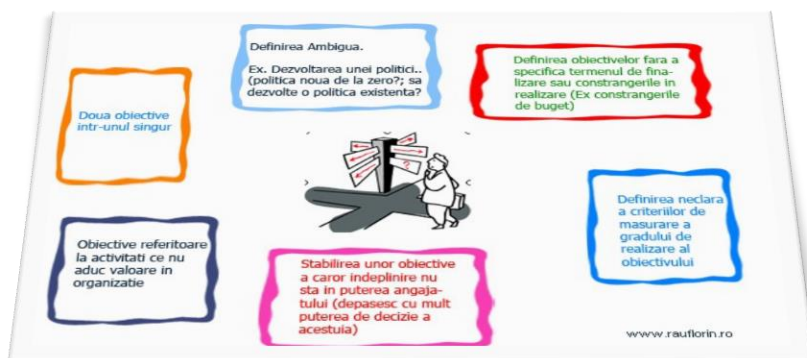 Definirea Ambigua.
Ex. Dezvoltarea unei politici..
(politica noua de la zero?; sa
dezvolte o politica existenta?
Definirea obiectivelor fara a
specifica termenul de fina-
lizare sau constrangerile in
realizare (Ex constrangerile
de buget)
Doua obiective
intr-unul singur
?
Definirea neclara
a criteriilor de
masurare a
gradului de
realizare al
obiectivului
Obiective referitoare
la activitati ce nu
aduc valoare in
organizatie
Stabilirea unor obiective
a caror indeplinire nu
sta in puterea angaja-
tului (depasesc cu mult
puterea de decizie a
acestuia)
www.rauflorin.ro